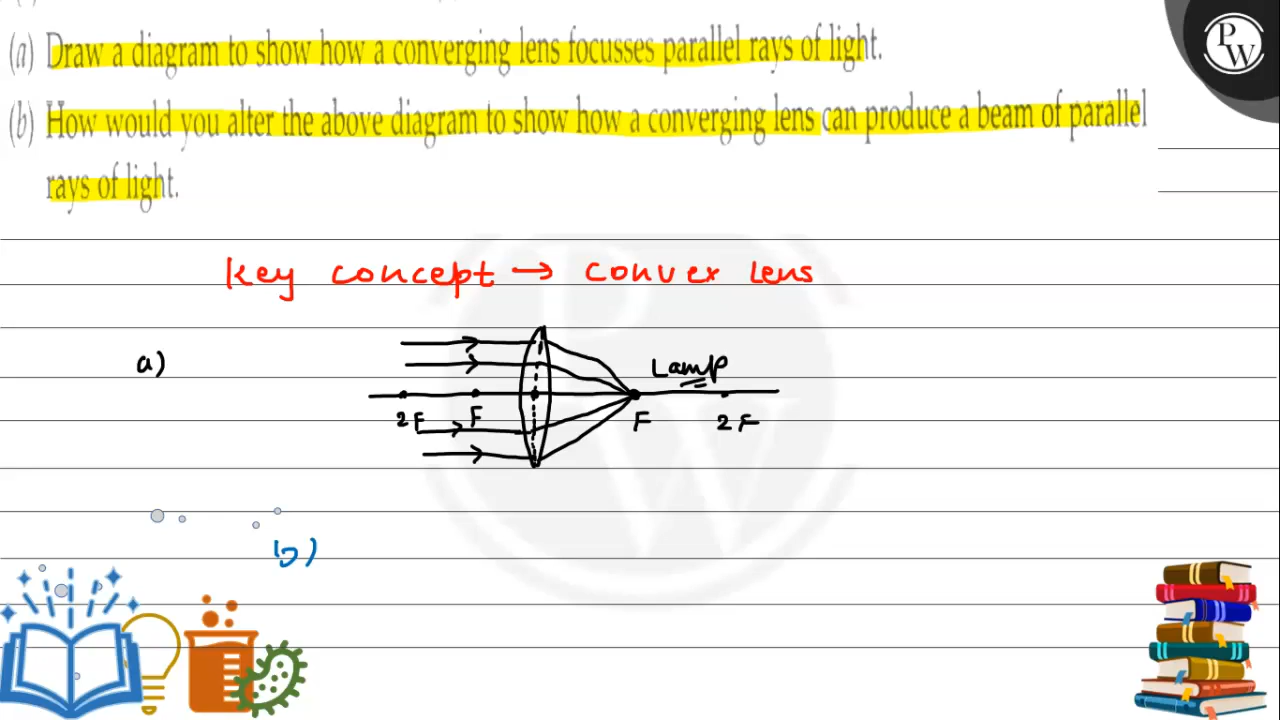 (a) Draw a diagram to show how a converging lens focusses parallel rays of light.
(b) How would you alter the above diagram to show how a converging lens can produce a beam of parallel
rays of light.
PW
Key concept → convex lens
a)
Lamp
2F F F 2F
b)